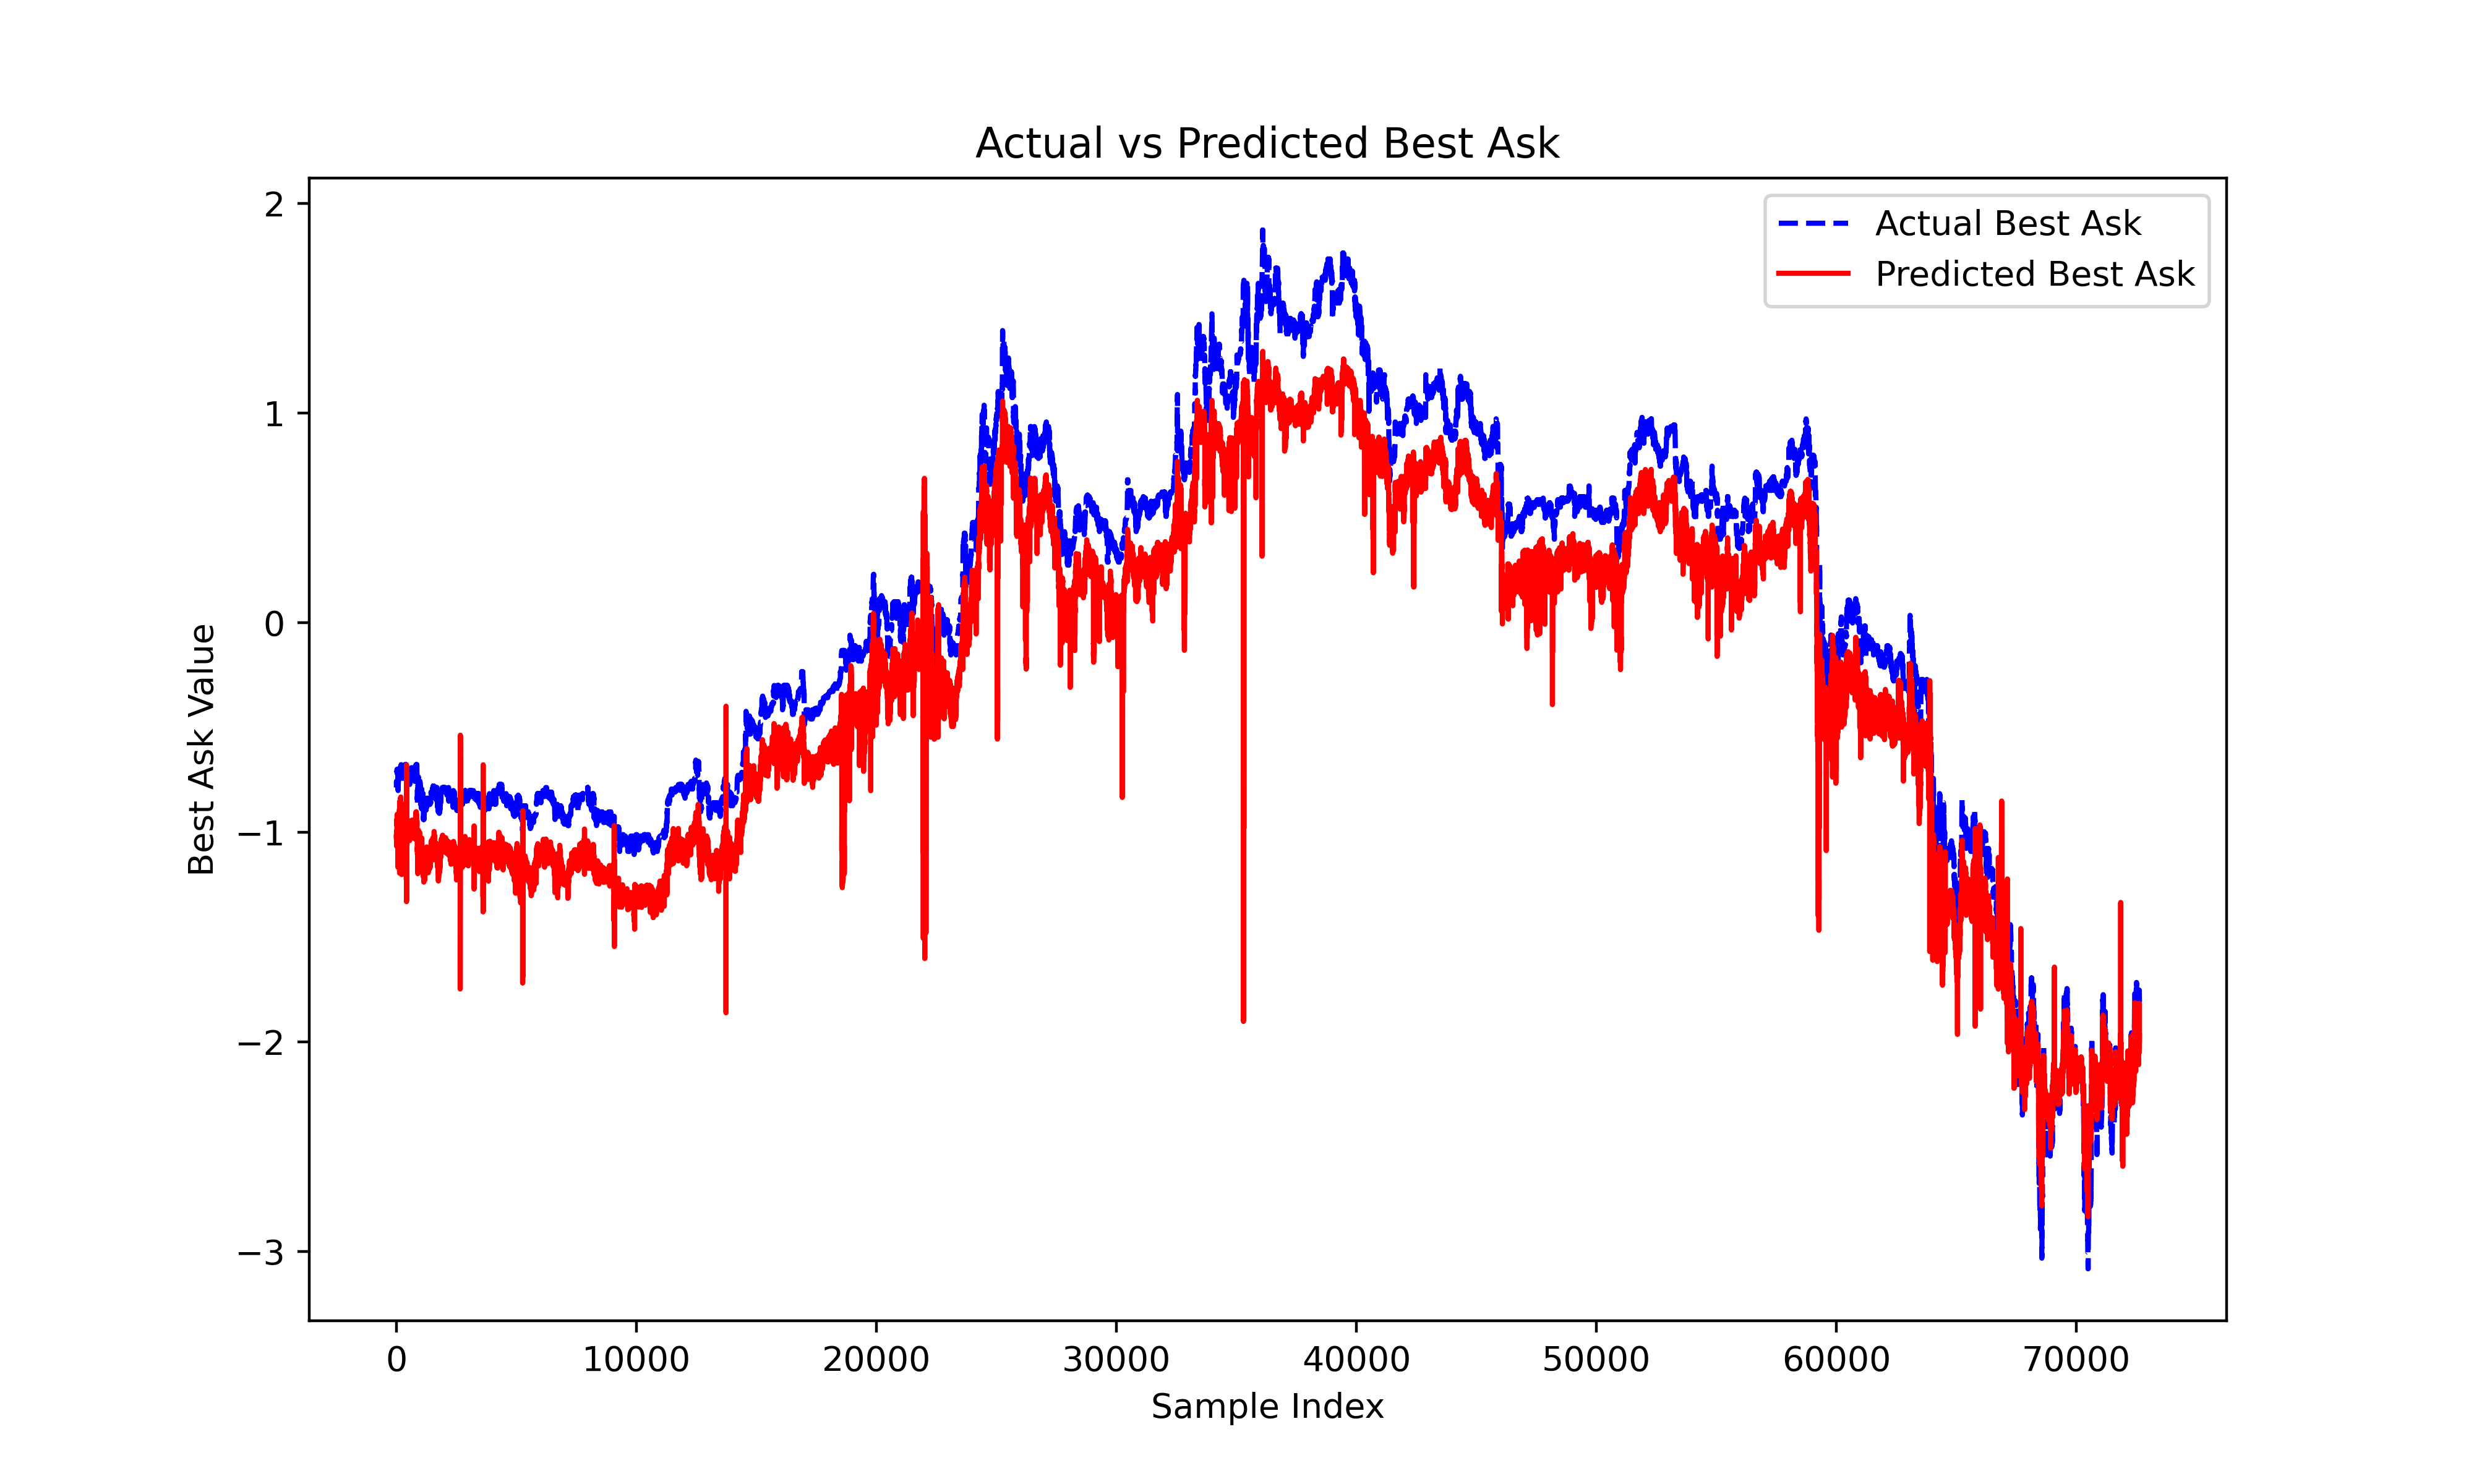 Actual vs Predicted Best Ask
Actual Best Ask
Predicted Best Ask
Best Ask Value
2
1
0
−1
−2
−3
0 10000 20000 30000 40000 50000 60000 70000
Sample Index